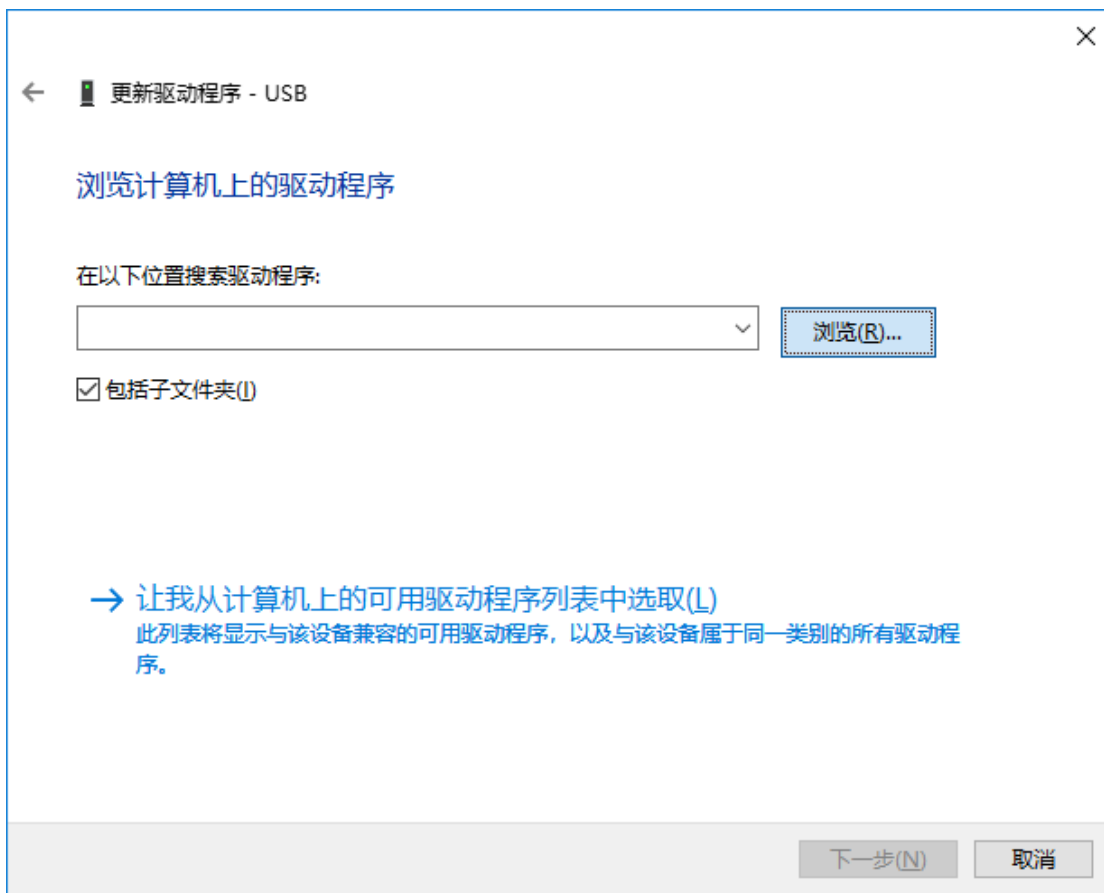 更新驱动程序 - USB
浏览计算机上的驱动程序
在以下位置搜索驱动程序:
浏览(R)...
包括子文件夹(I)
让我从计算机上的可用驱动程序列表中选取(L)
此列表将显示与该设备兼容的可用驱动程序，以及与该设备属于同一类别的所有驱动程
序。
下一步(N)
取消